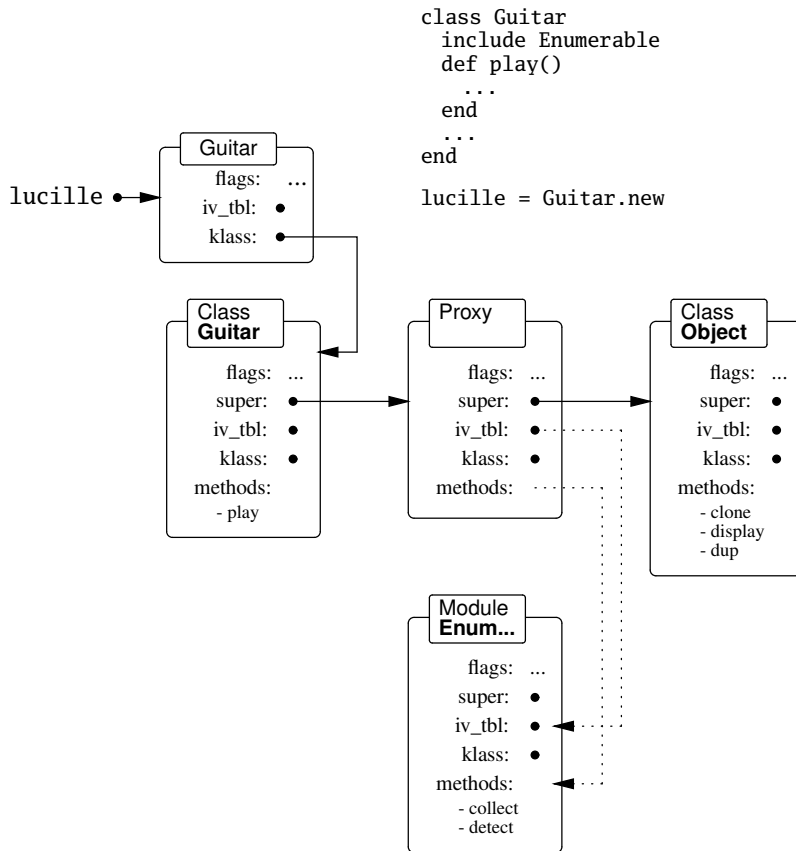 class Guitar
include Enumerable
def play()
...
end
...
end
lucille = Guitar.new
lucille
Guitar
flags: ...
iv_tbl:
klass:
Class
Guitar
flags: ...
super:
iv_tbl:
klass:
methods:
- play
Proxy
flags: ...
super:
iv_tbl:
klass:
methods:
Class
Object
flags: ...
super:
iv_tbl:
klass:
methods:
- clone
- display
- dup
Module
Enum...
flags: ...
super:
iv_tbl:
klass:
methods:
- collect
- detect